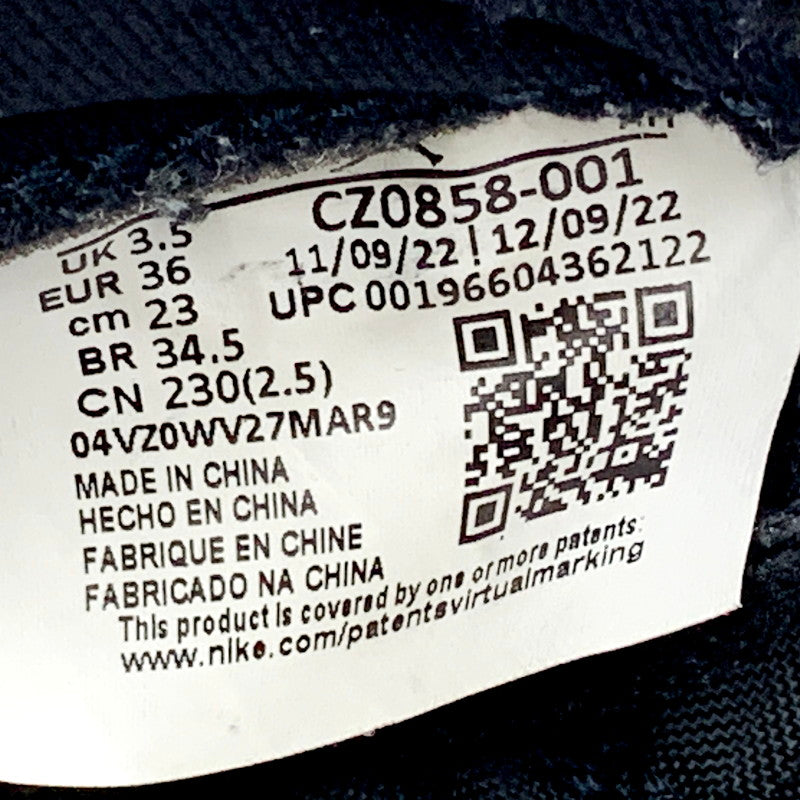 CZ0858-001
11/09/22 ! 12/09/22
UPC 00196604362122
UK 3.5
EUR 36
cm 23
BR 34.5
CN 230(2.5)
04VZ0WV27MAR9
MADE IN CHINA
HECHO EN CHINA
FABRIQUE EN CHINE
FABRICADO NA CHINA
This product is covered by one or more patents:
www.nike.com/patentsvirtualmarking